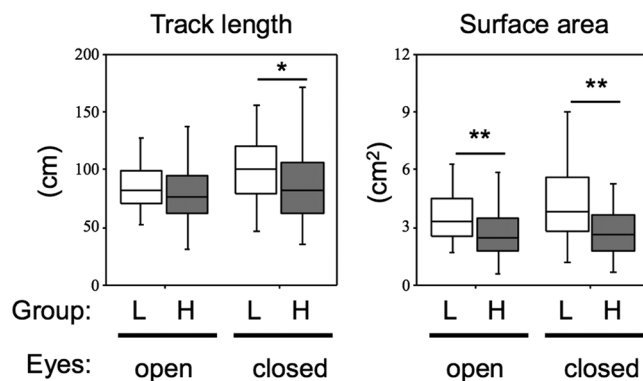 Track length
Surface area
200
150
100
50
0
(cm)
*
12
9
6
3
0
(cm²)
**
**
Group: L H L H L H L H
Eyes: open closed open closed